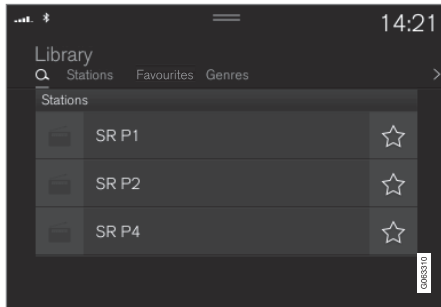 14:21
Library
Stations Favourites Genres
Stations
SR P1
SR P2
SR P4
G063310